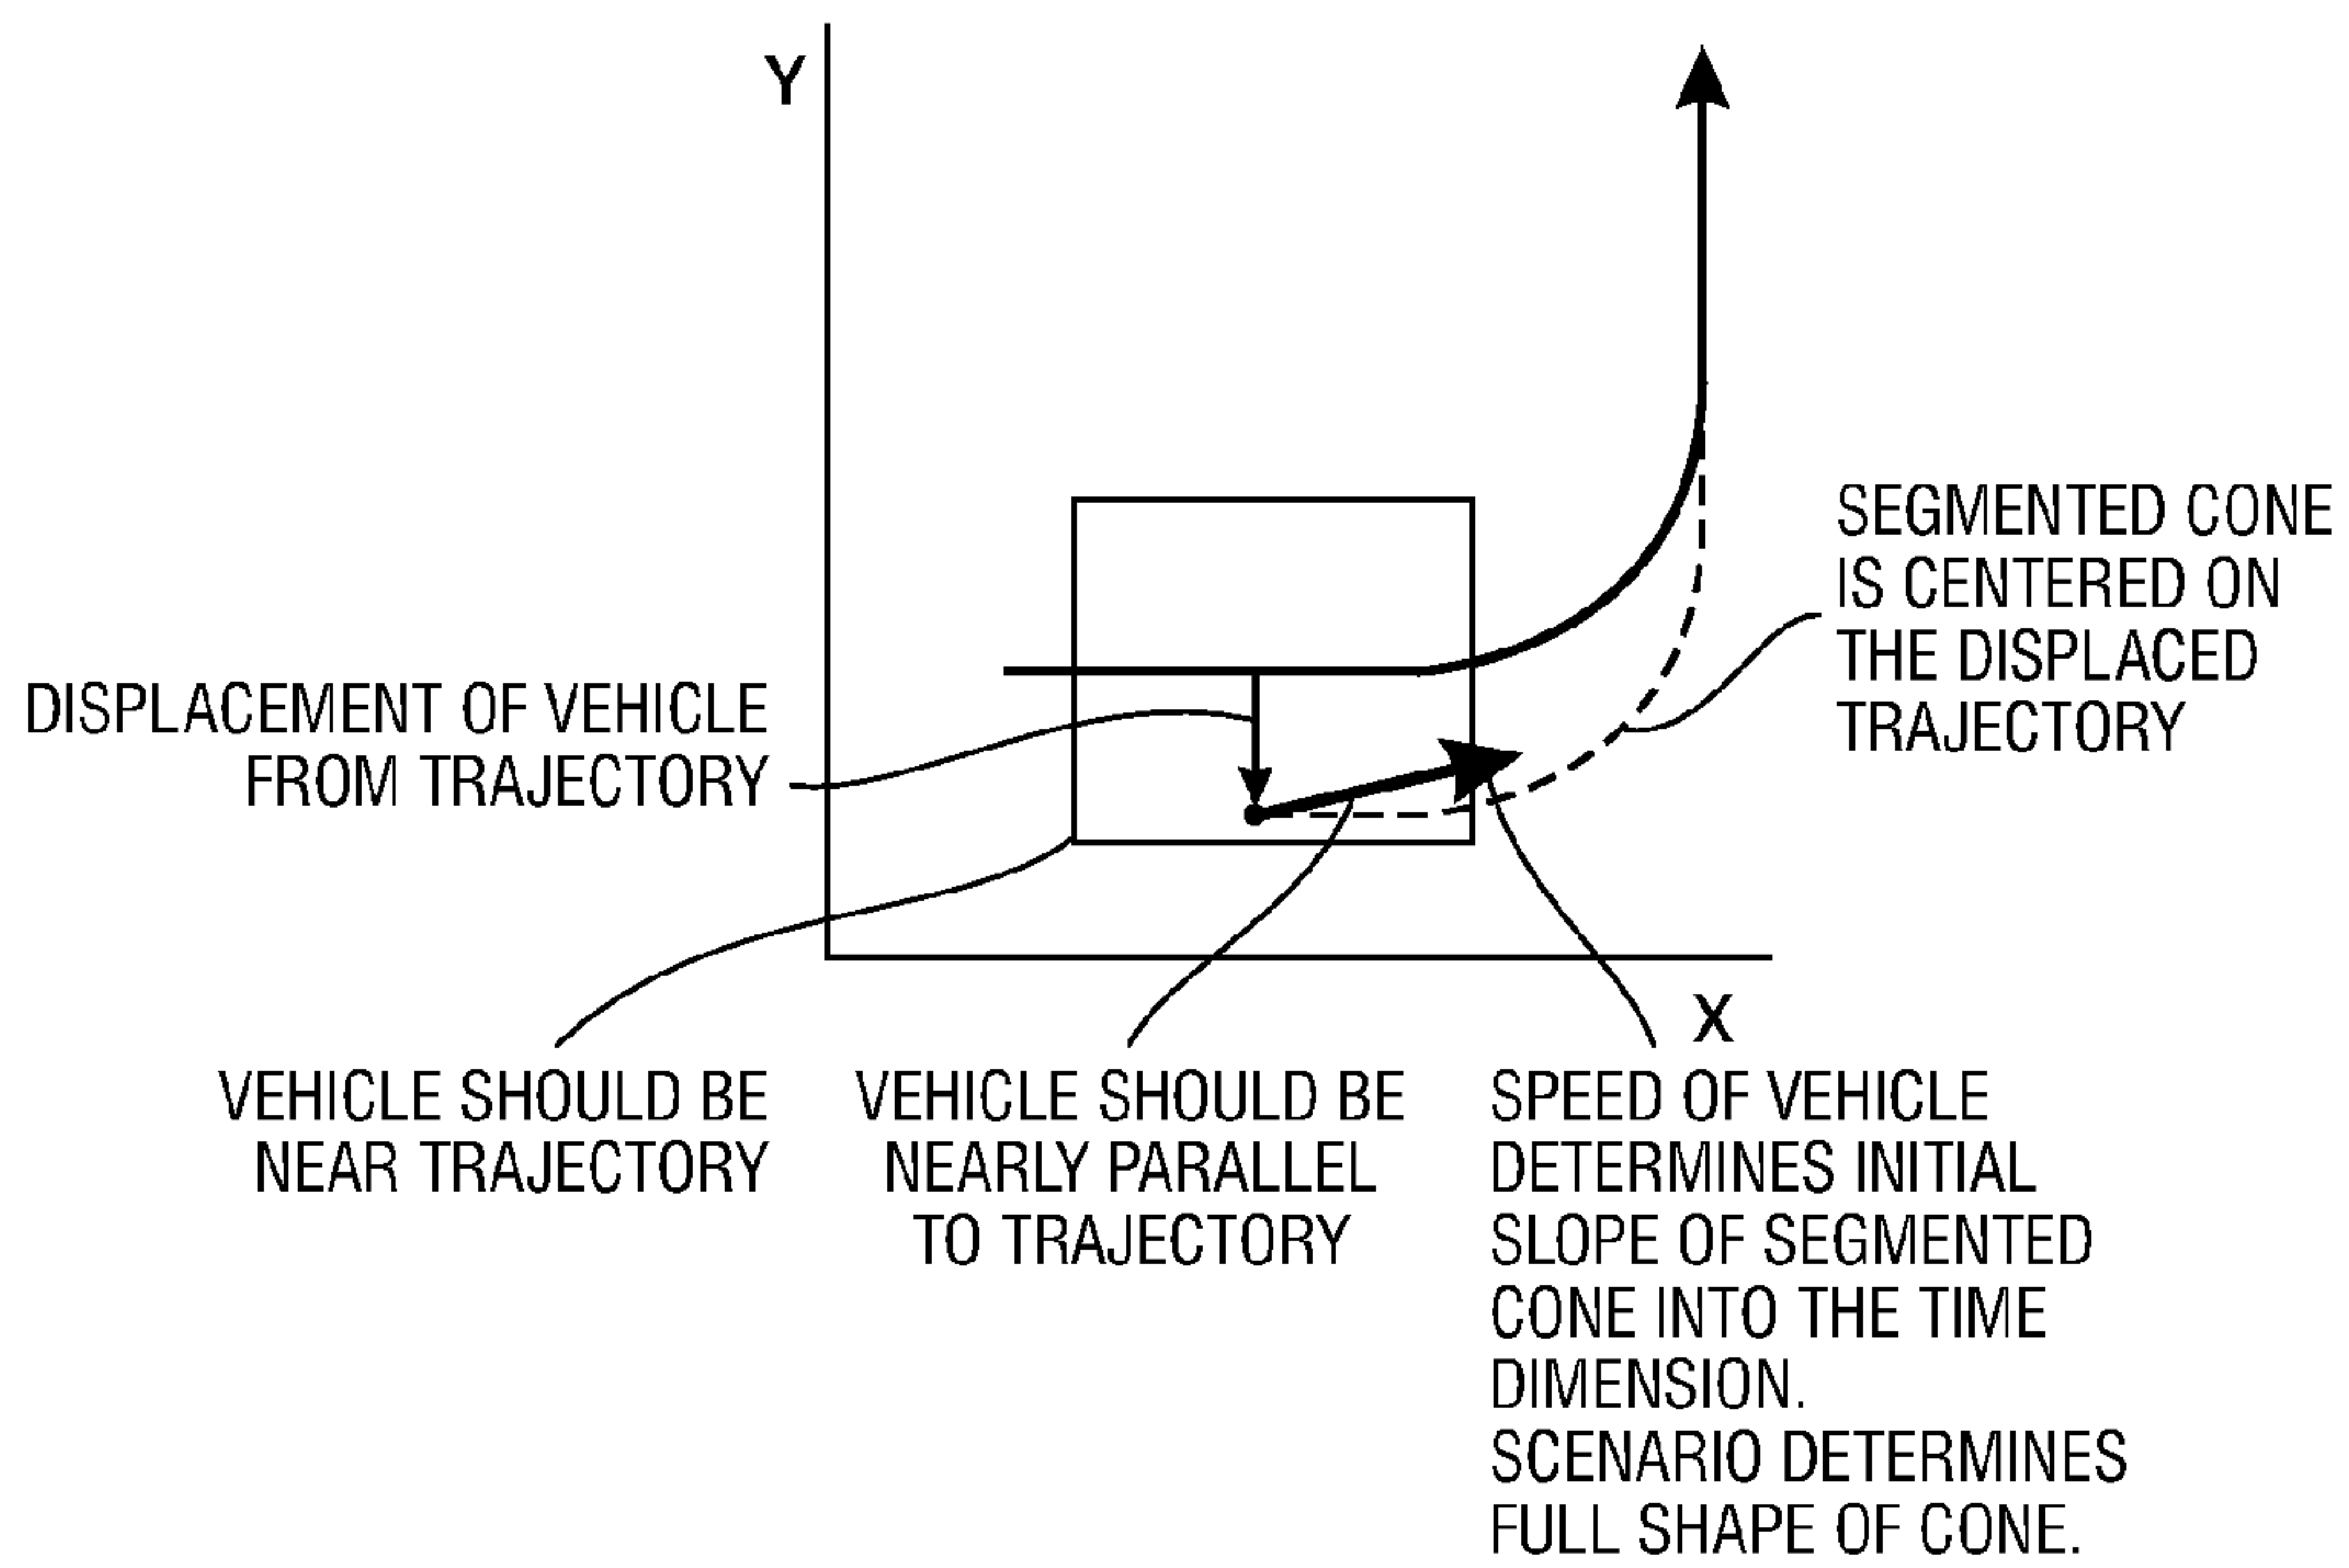 Y
SEGMENTED CONE
IS CENTERED ON
THE DISPLACED
TRAJECTORY
DISPLACEMENT OF VEHICLE
FROM TRAJECTORY
X
VEHICLE SHOULD BE
NEAR TRAJECTORY
VEHICLE SHOULD BE
NEARLY PARALLEL
TO TRAJECTORY
SPEED OF VEHICLE
DETERMINES INITIAL
SLOPE OF SEGMENTED
CONE INTO THE TIME
DIMENSION.
SCENARIO DETERMINES
FULL SHAPE OF CONE.